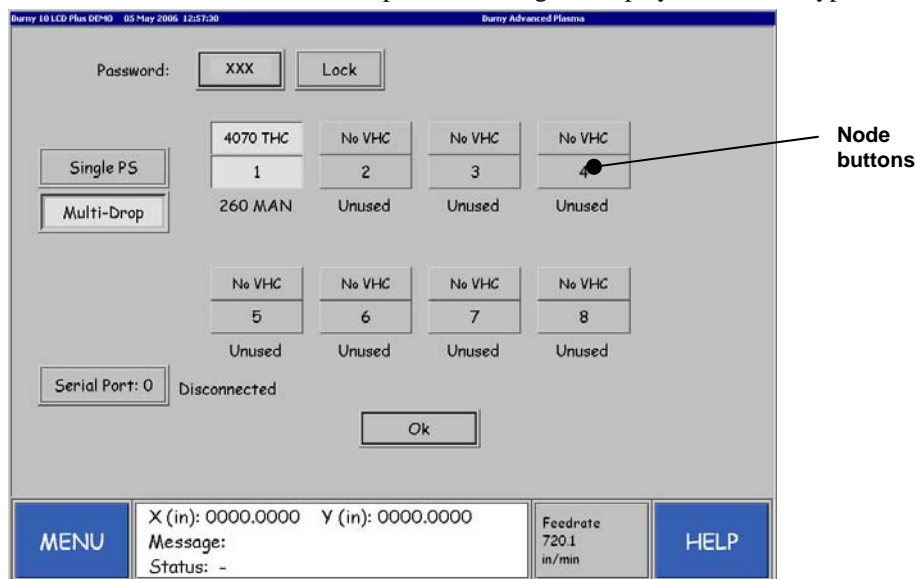 Burny 10 LCD Plus DEMO 05 May 2006 12:57:30 Burny Advanced Plasma
Password: XXX Lock
4070 THC No VHC No VHC No VHC
Node
buttons
Single PS 1 2 3 4
Multi-Drop 260 MAN Unused Unused Unused
No VHC No VHC No VHC No VHC
5 6 7 8
Unused Unused Unused Unused
Serial Port: 0 Disconnected
Ok
MENU
X (in): 0000.0000 Y (in): 0000.0000
Message:
Status: -
Feedrate
720.1
in/min
HELP